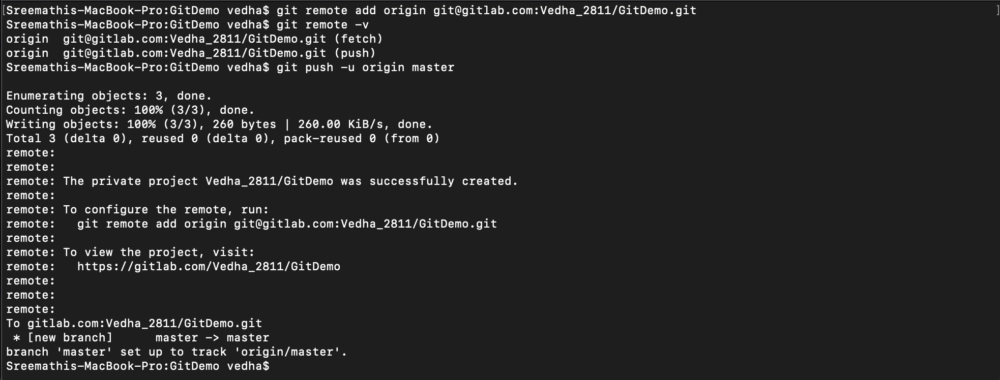 [Sreemathis-MacBook-Pro:GitDemo vedha$ git remote add origin git@gitlab.com:Vedha_2811/GitDemo.git ]
Sreemathis-MacBook-Pro:GitDemo vedha$ git remote -v
origin  git@gitlab.com:Vedha_2811/GitDemo.git (fetch)
origin  git@gitlab.com:Vedha_2811/GitDemo.git (push)
Sreemathis-MacBook-Pro:GitDemo vedha$ git push -u origin master
Enumerating objects: 3, done.
Counting objects: 100% (3/3), done.
Writing objects: 100% (3/3), 260 bytes | 260.00 KiB/s, done.
Total 3 (delta 0), reused 0 (delta 0), pack-reused 0 (from 0)
remote:
remote:
remote: The private project Vedha_2811/GitDemo was successfully created.
remote:
remote: To configure the remote, run:
remote:   git remote add origin git@gitlab.com:Vedha_2811/GitDemo.git
remote:
remote: To view the project, visit:
remote:   https://gitlab.com/Vedha_2811/GitDemo
remote:
remote:
remote:
To gitlab.com:Vedha_2811/GitDemo.git
 * [new branch]      master -> master
branch 'master' set up to track 'origin/master'.
Sreemathis-MacBook-Pro:GitDemo vedha$